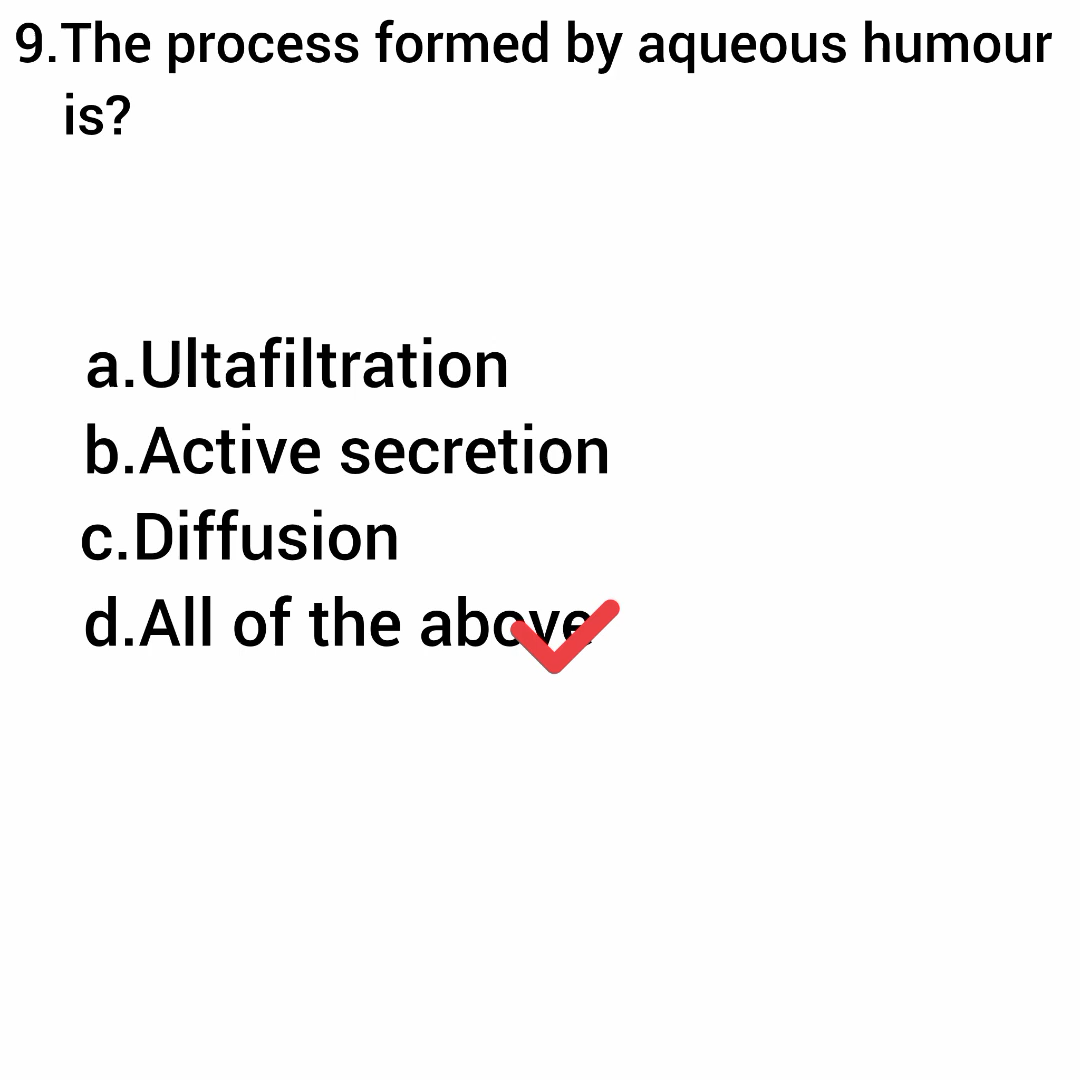 9.The process formed by aqueous humour
is?
a.Ultafiltration
b.Active secretion
c.Diffusion
d.All of the above